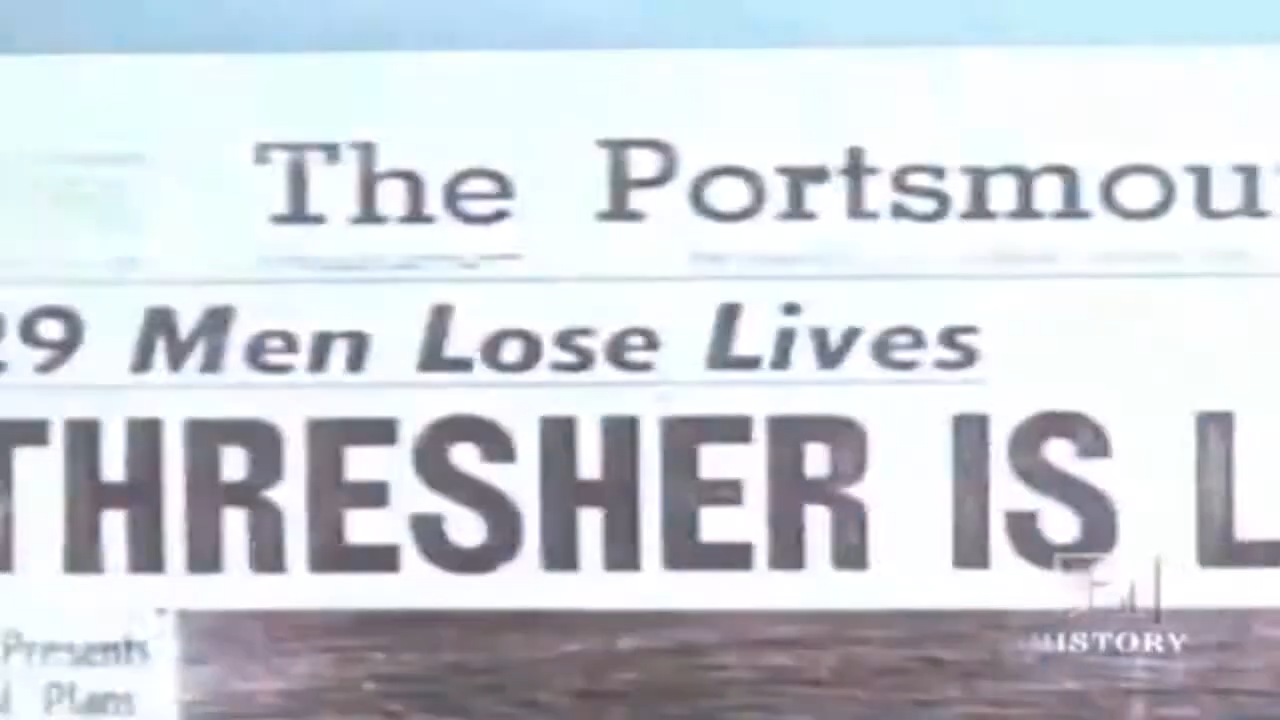 The Portsmou
29 Men Lose Lives
THRESHER IS L
Presents
Plans
HISTORY